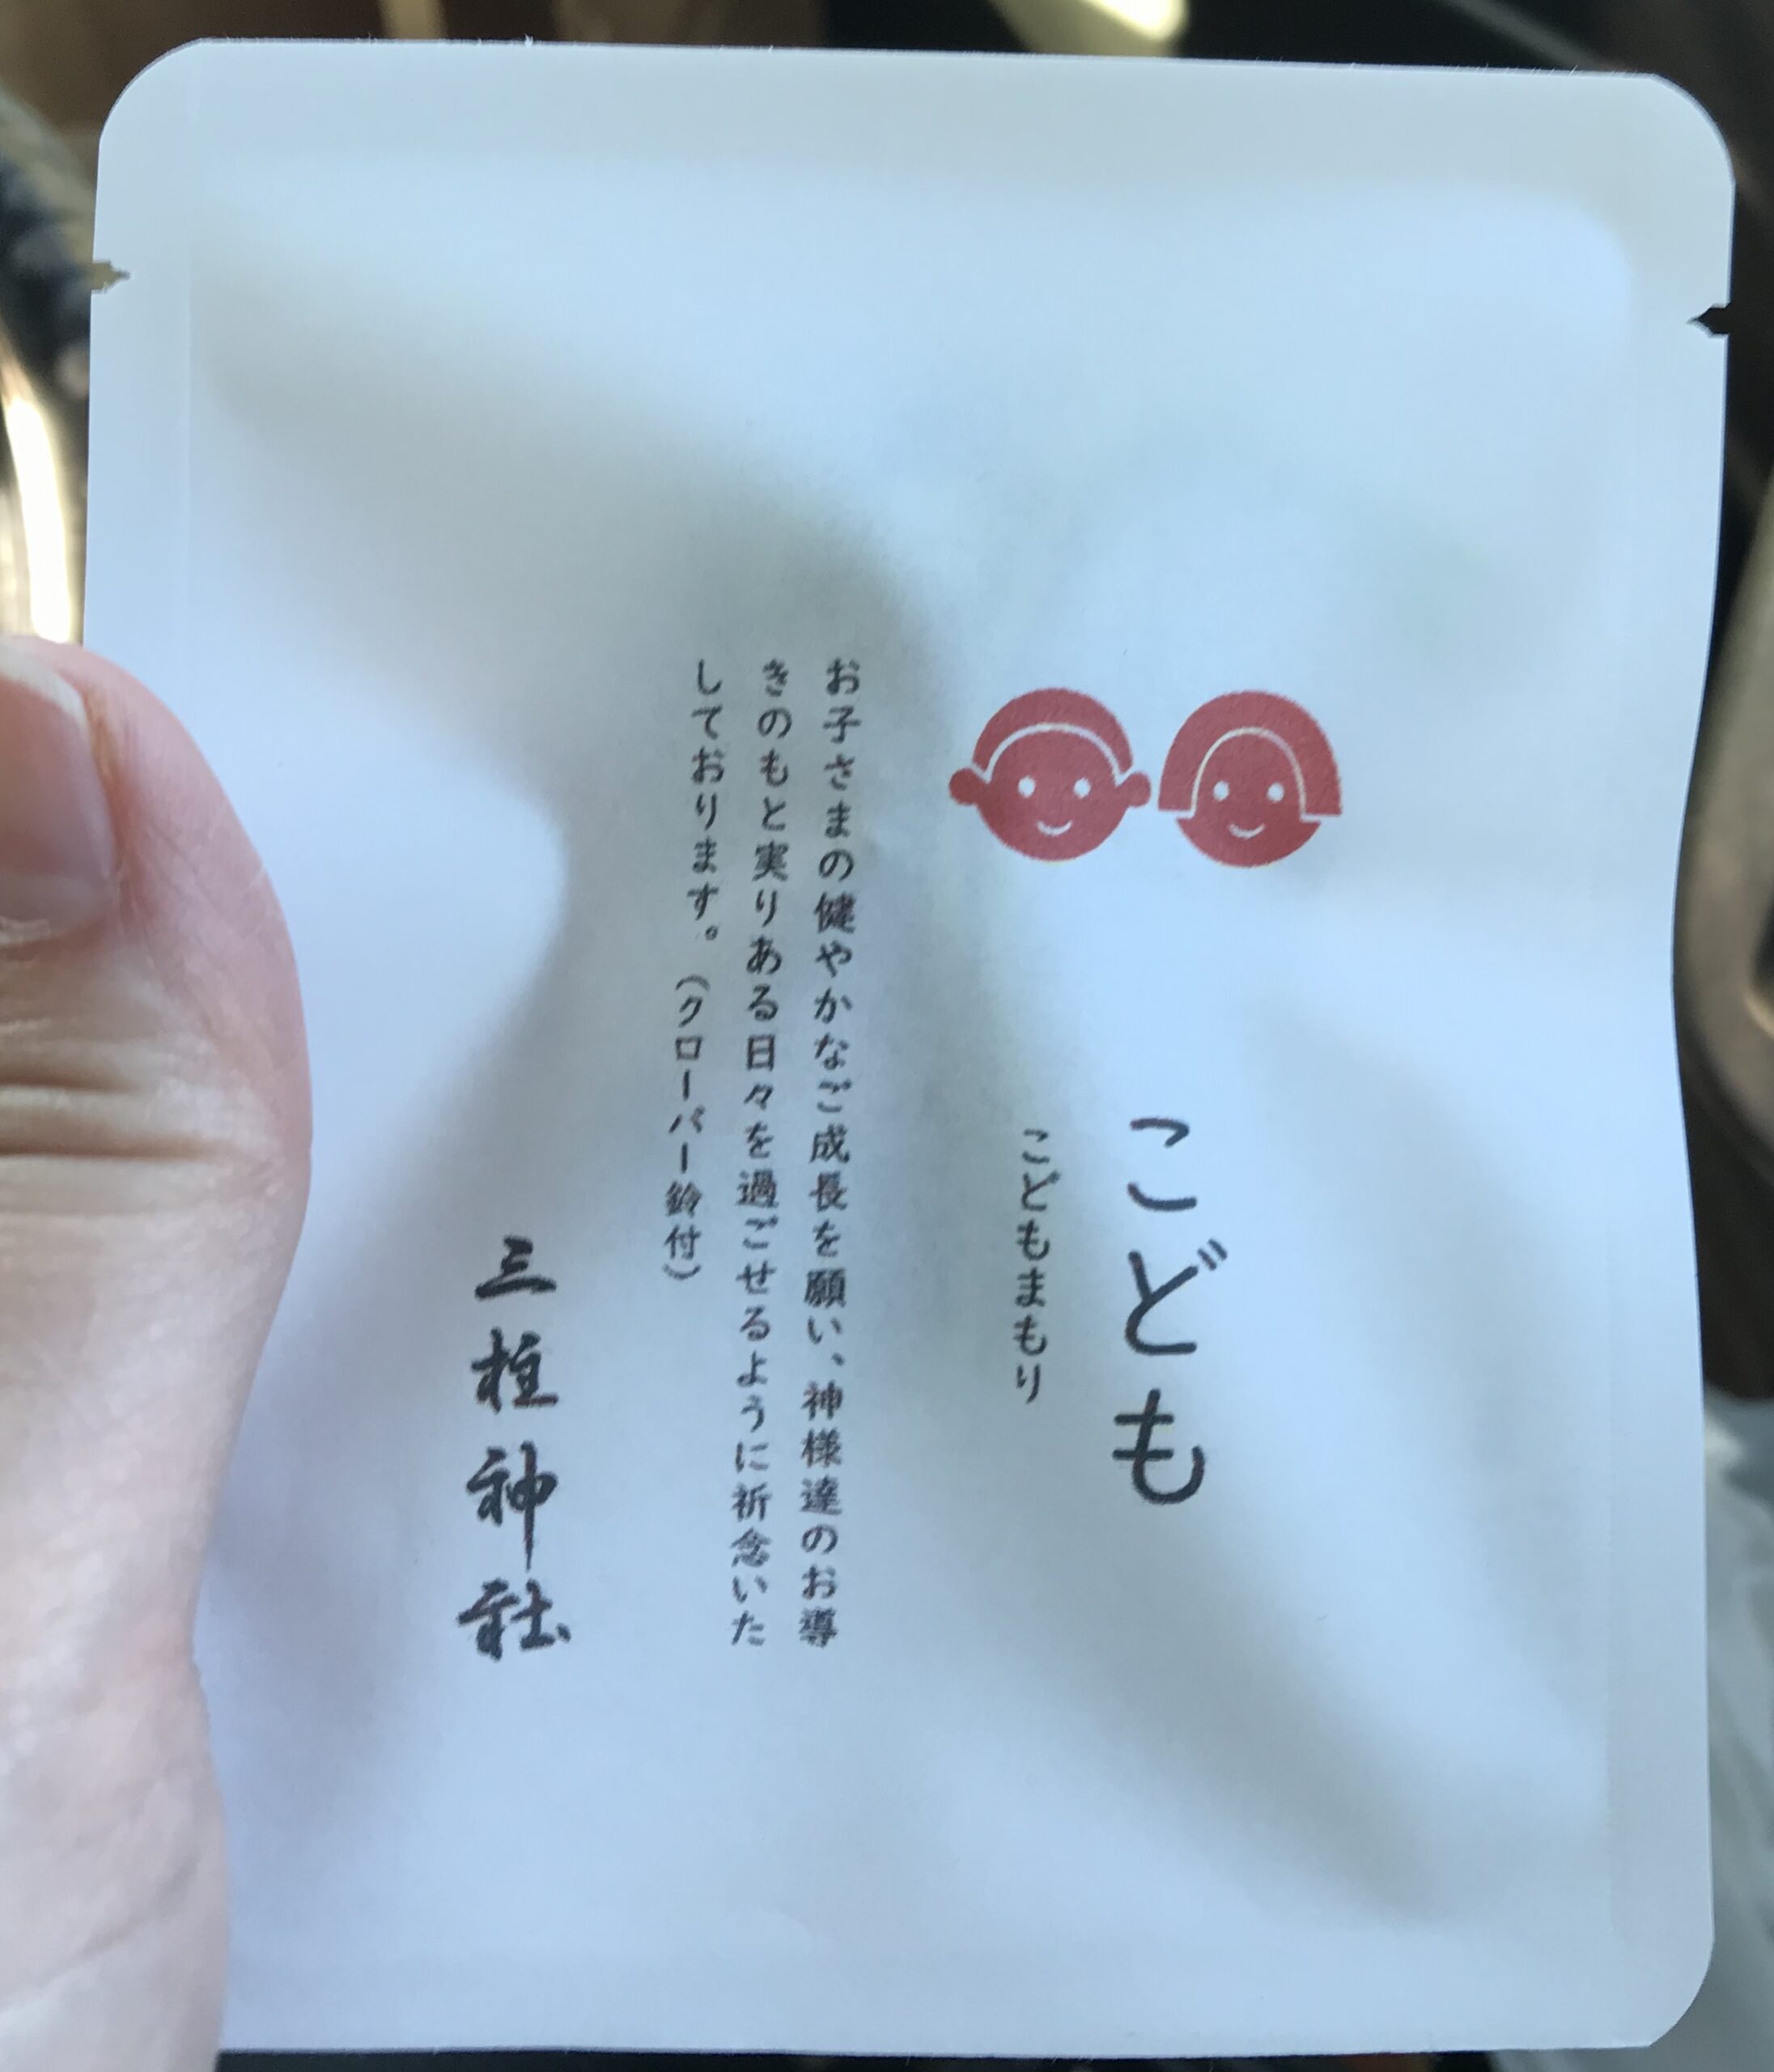 こども
こどもまもり
お子さまの健やかなご成長を願い、神様達のお導
きのもと実りある日々を過ごせるように祈念いた
しております。（クローバー鈴付）
三柱神社